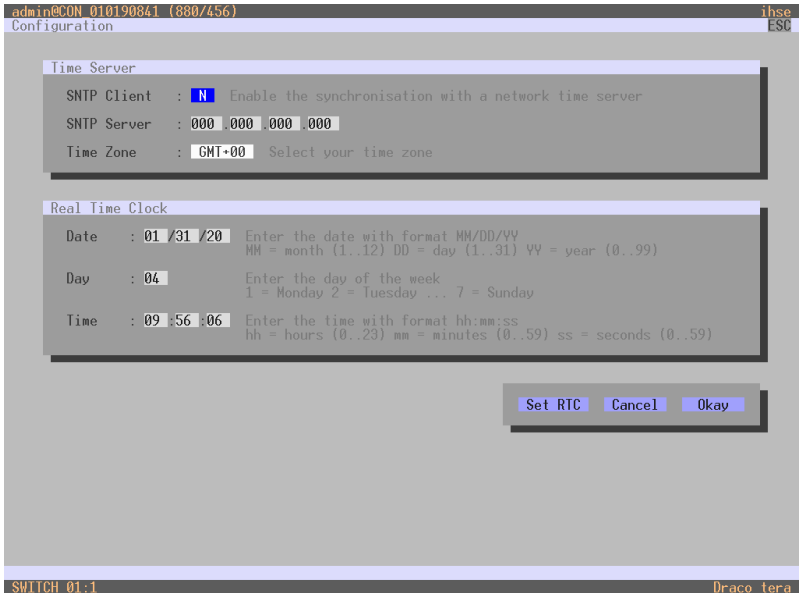 admin@CON_010190841 (880/456) ihse
Configuration ESC
Time Server
SNTP Client : N Enable the synchronisation with a network time server
SNTP Server : 000 .000 .000 .000
Time Zone : GMT+00 Select your time zone
Real Time Clock
Date : 01 /31 /20 Enter the date with format MM/DD/YY
MM = month (1..12) DD = day (1..31) YY = year (0..99)
Day : 04 Enter the day of the week
1 = Monday 2 = Tuesday ... 7 = Sunday
Time : 09 :56 :06 Enter the time with format hh:mm:ss
hh = hours (0..23) mm = minutes (0..59) ss = seconds (0..59)
Set RTC Cancel Okay
SWITCH_01:1 Draco tera